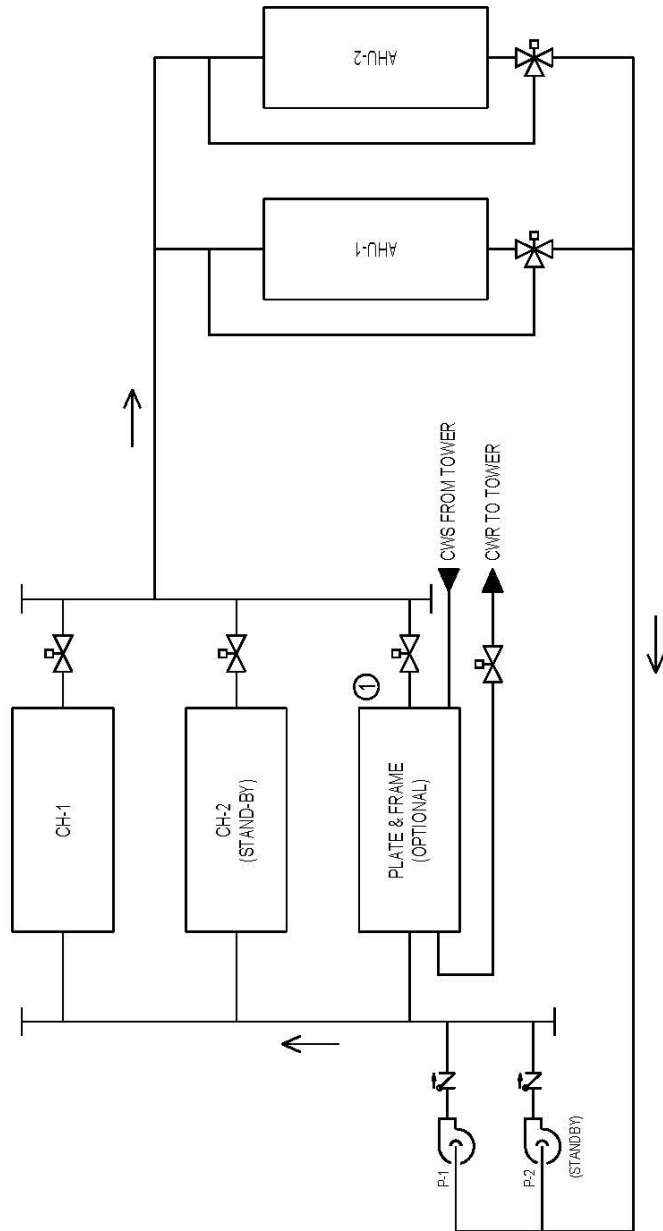 AHU-2
AHU-1
CH-1
CH-2
(STAND-BY)
1
PLATE & FRAME
(OPTIONAL)
CWS FROM TOWER
CWR TO TOWER
P-1
P-2
(STANDBY)